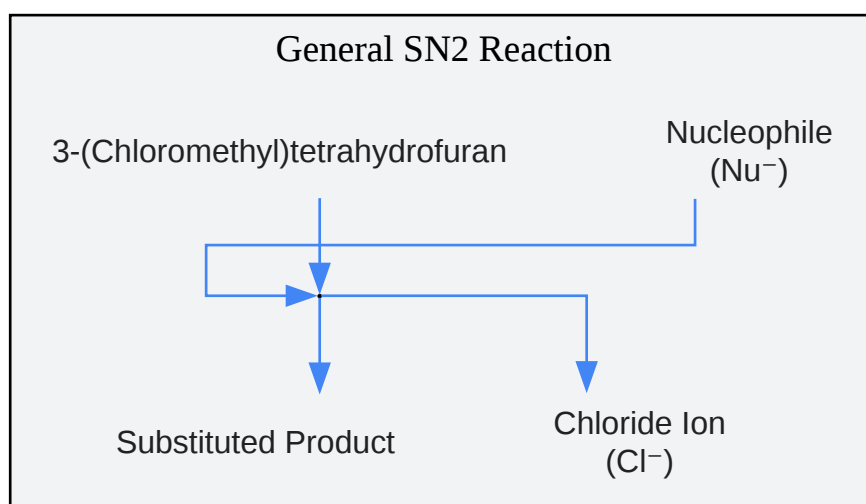 General SN2 Reaction
3-(Chloromethyl)tetrahydrofuran
Nucleophile
(Nu⁻)
Substituted Product
Chloride Ion
(Cl⁻)